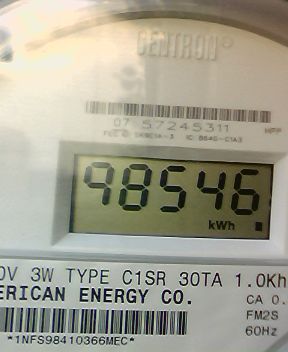 CENTRON®
07 57245311
98546
kWh
0V 3W TYPE C1SR 30TA 1.0Kh
ERICAN ENERGY CO.
CA 0.
FM2S
60Hz
*1NFS98410366MEC*